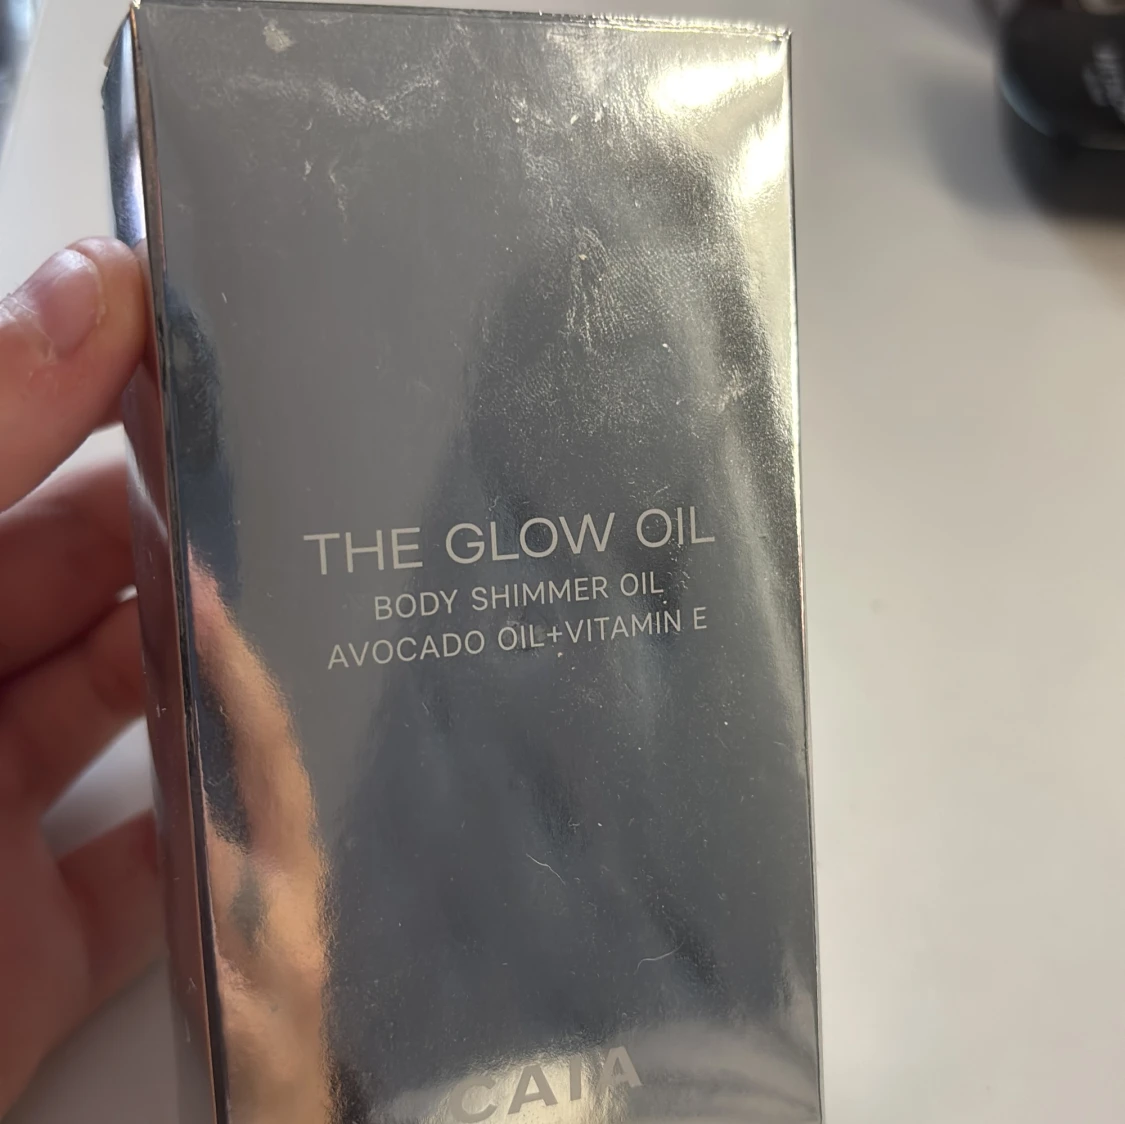 THE GLOW OIL
BODY SHIMMER OIL
AVOCADO OIL+VITAMIN E
CAIA